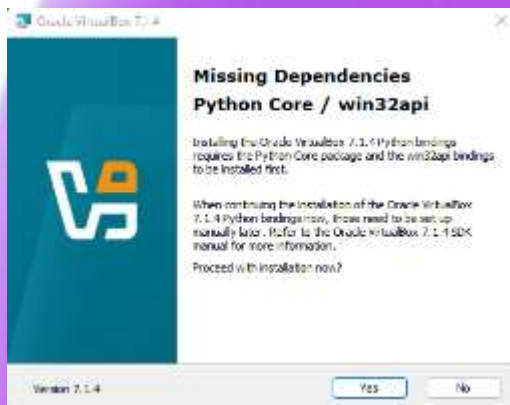 Oracle VirtualBox 7.1.4
Missing Dependencies
Python Core / win32api
Installing the Oracle VirtualBox 7.1.4 Python bindings
requires the Python Core package and the win32api bindings
to be installed first.
When continuing the installation of the Oracle VirtualBox
7.1.4 Python bindings now, those need to be set up
manually later. Refer to the Oracle VirtualBox 7.1.4 SDK
manual for more information.
Proceed with installation now?
Version 7.1.4
Yes
No